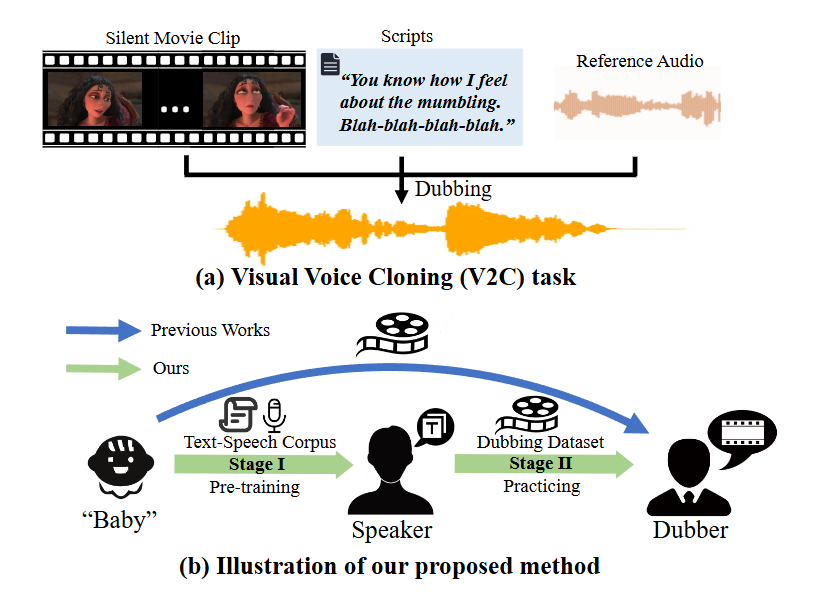 Silent Movie Clip
Scripts
Reference Audio
“You know how I feel
about the mumbling.
Blah-blah-blah-blah.”
Dubbing
(a) Visual Voice Cloning (V2C) task
Previous Works
Ours
Text-Speech Corpus
Stage I
Pre-training
T
Dubbing Dataset
Stage II
Practicing
“Baby”
Speaker
Dubber
(b) Illustration of our proposed method